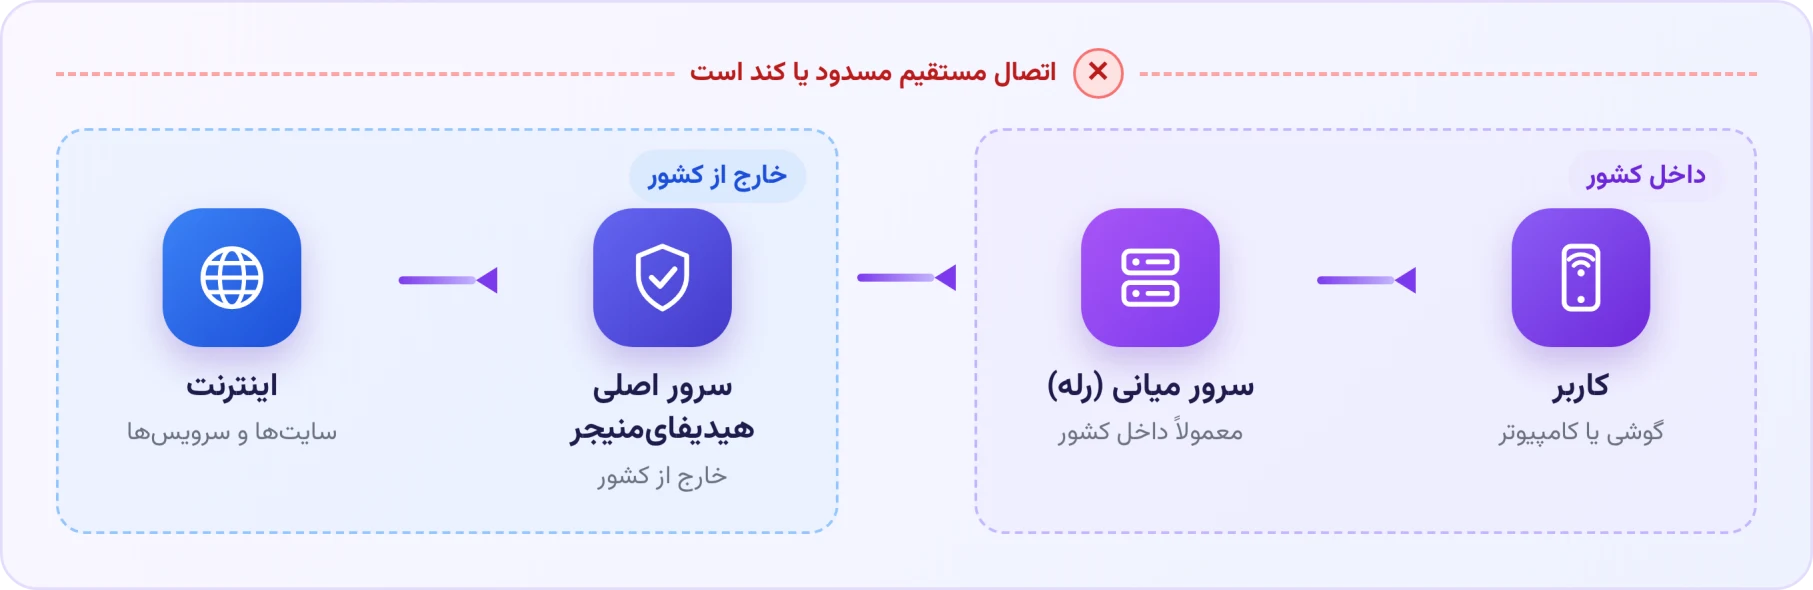 اتصال مستقیم مسدود یا کند است
داخل کشور
کاربر
گوشی یا کامپیوتر
سرور میانی (رله)
معمولاً داخل کشور
خارج از کشور
سرور اصلی
هیدیفای‌منیجر
خارج از کشور
اینترنت
سایت‌ها و سرویس‌ها